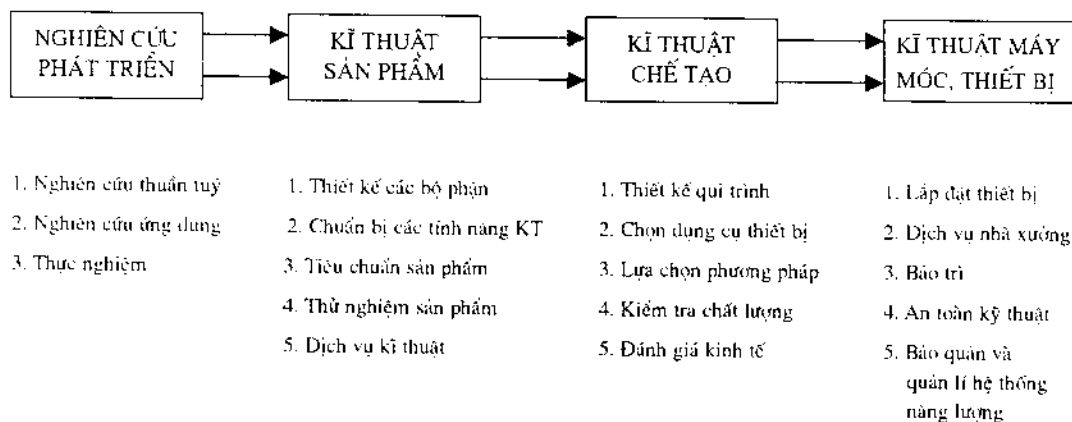 NGHIÊN CỨU
PHÁT TRIỂN
KĨ THUẬT
SẢN PHẨM
KĨ THUẬT
CHẾ TẠO
KĨ THUẬT MÁY
MÓC, THIẾT BỊ
1. Nghiên cứu thuần tuý
2. Nghiên cứu ứng dụng
3. Thực nghiệm
1. Thiết kế các bộ phận
2. Chuẩn bị các tính năng KT
3. Tiêu chuẩn sản phẩm
4. Thử nghiệm sản phẩm
5. Dịch vụ kĩ thuật
1. Thiết kế qui trình
2. Chọn dụng cụ thiết bị
3. Lựa chọn phương pháp
4. Kiểm tra chất lượng
5. Đánh giá kinh tế
1. Lắp đặt thiết bị
2. Dịch vụ nhà xưởng
3. Bảo trì
4. An toàn kỹ thuật
5. Bảo quản và
quản lí hệ thống
năng lượng